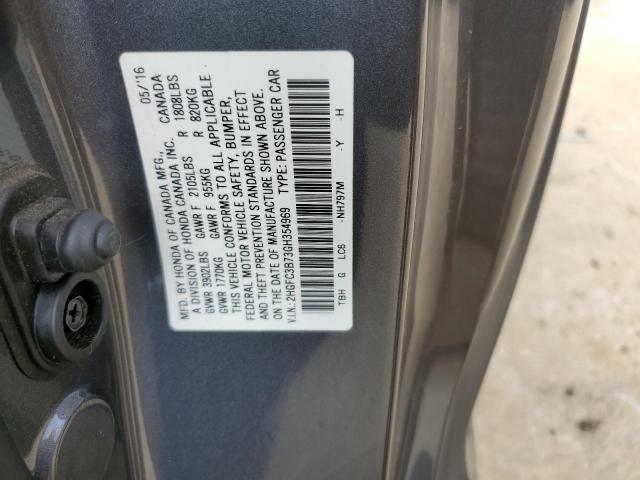 MFD. BY HONDA OF CANADA MFG., CANADA 05/'16
A DIVISION OF HONDA CANADA INC.
GVWR 3902LBS GAWR F 2105LBS R 1808LBS
GVWR 1770KG GAWR F 955KG R 820KG
THIS VEHICLE CONFORMS TO ALL APPLICABLE
FEDERAL MOTOR VEHICLE SAFETY, BUMPER,
AND THEFT PREVENTION STANDARDS IN EFFECT
ON THE DATE OF MANUFACTURE SHOWN ABOVE.
V.I.N.: 2HGFC3B73GH354969 TYPE: PASSENGER CAR
TBH G LC6 -NH797M -Y -H